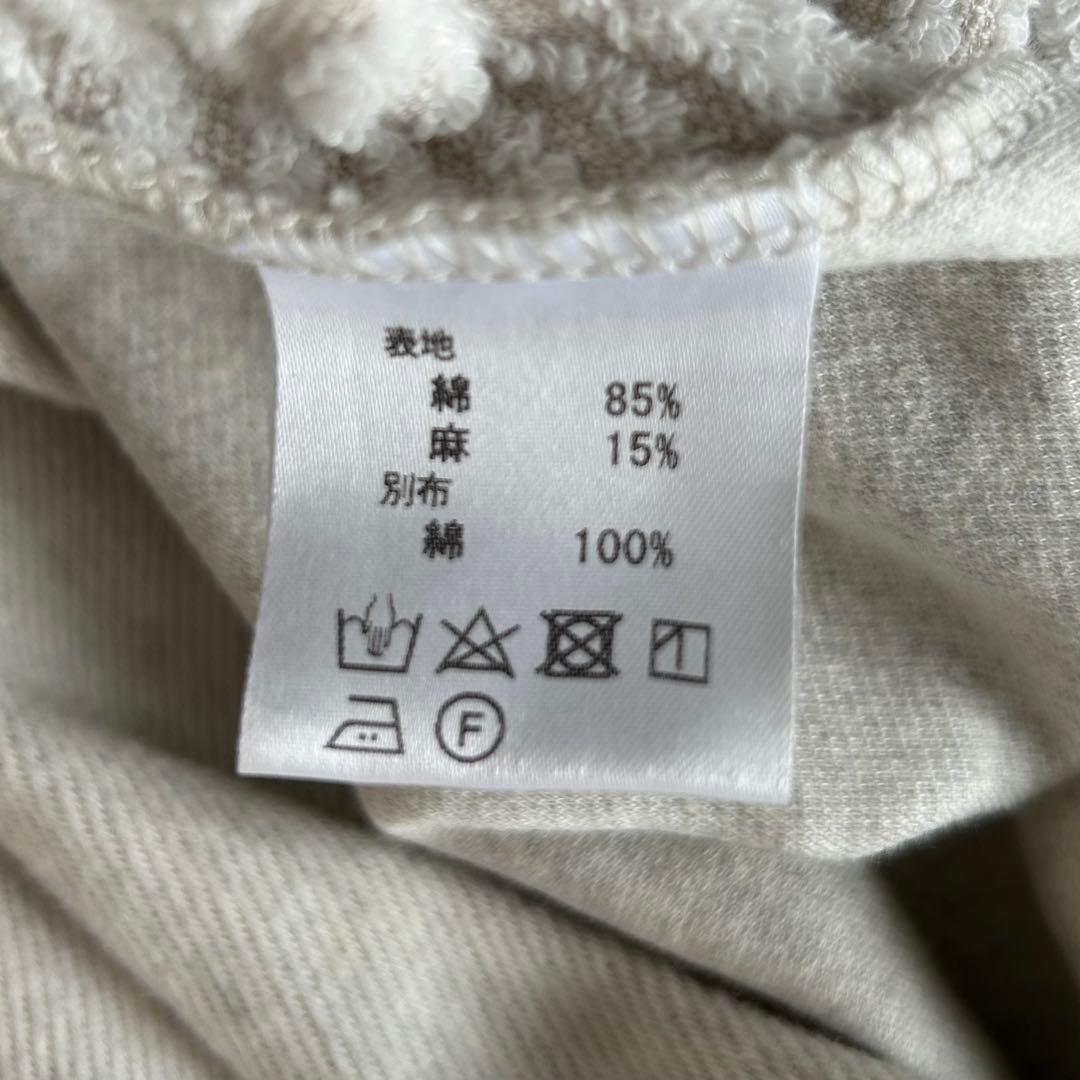 表地
綿 85%
麻 15%
別布
綿 100%
F